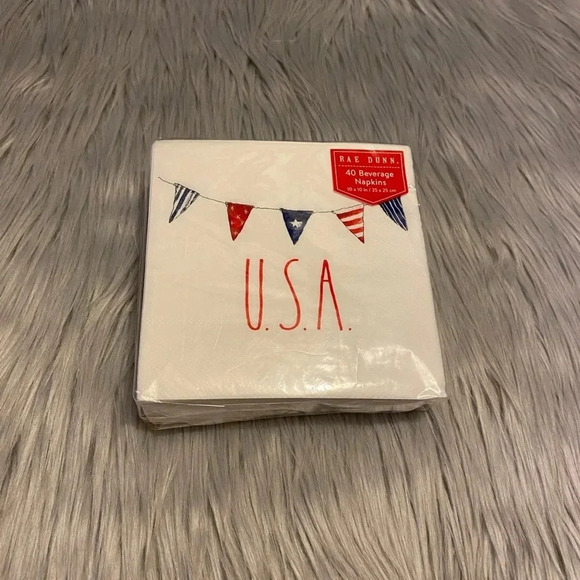 RAE DUNN.
40 Beverage
Napkins
10 x 10 in / 25 x 25 cm
U.S.A.